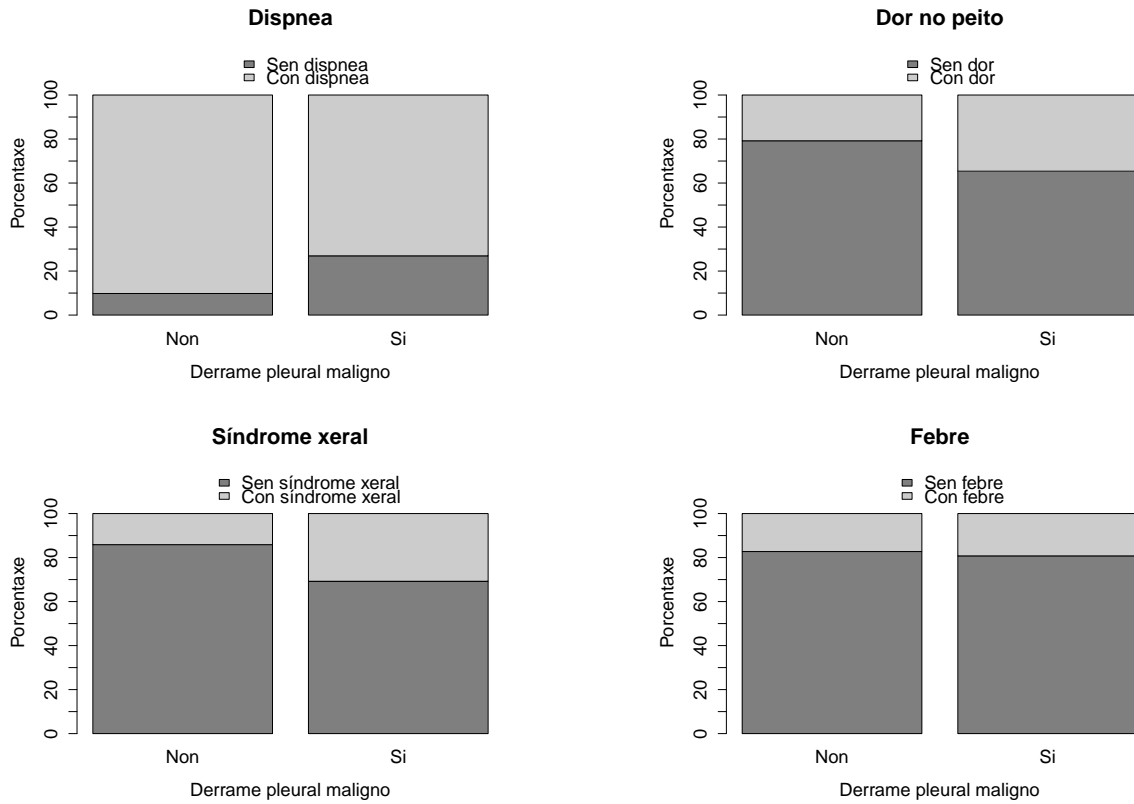 Dispnea
Sen dispnea
Con dispnea
Porcentaxe
0 20 40 60 80 100
Non Si
Derrame pleural maligno
Dor no peito
Sen dor
Con dor
Porcentaxe
0 20 40 60 80 100
Non Si
Derrame pleural maligno
Síndrome xeral
Sen síndrome xeral
Con síndrome xeral
Porcentaxe
0 20 40 60 80 100
Non Si
Derrame pleural maligno
Febre
Sen febre
Con febre
Porcentaxe
0 20 40 60 80 100
Non Si
Derrame pleural maligno